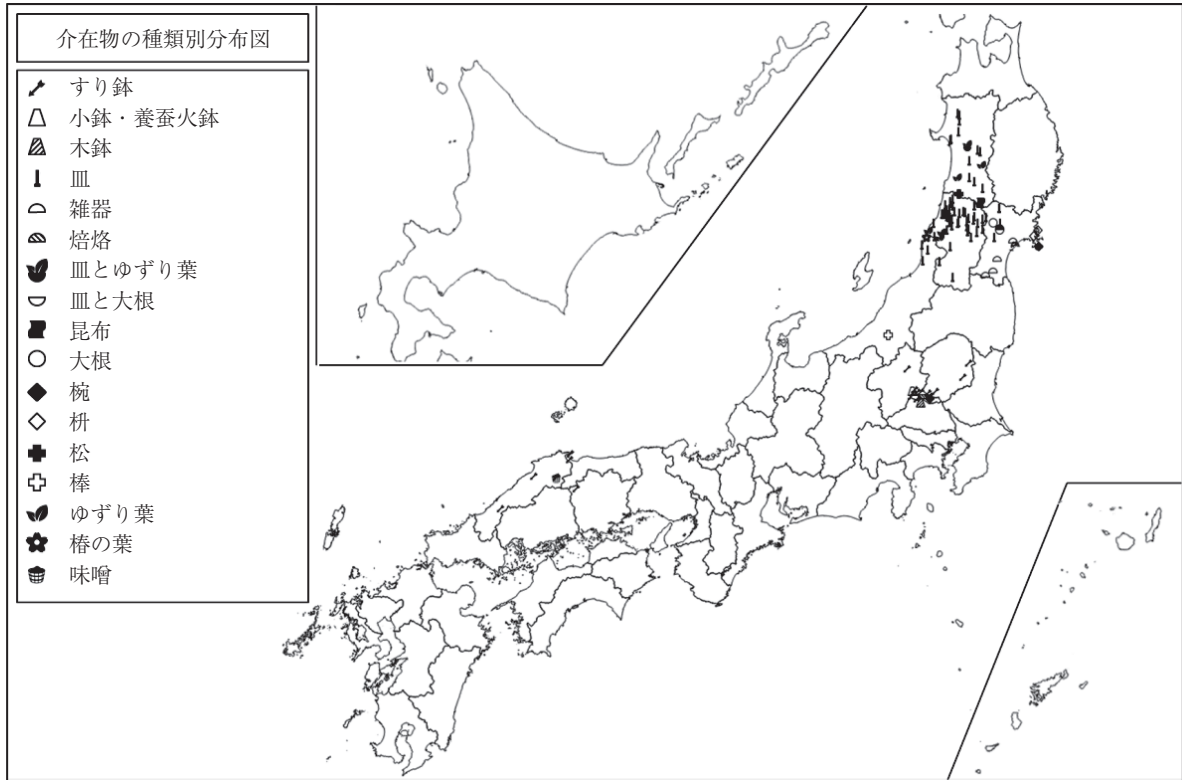 介在物の種類別分布図
すり鉢
小鉢・養蚕火鉢
木鉢
皿
雑器
焙烙
皿とゆずり葉
皿と大根
昆布
大根
椀
枡
松
棒
ゆずり葉
椿の葉
味噌